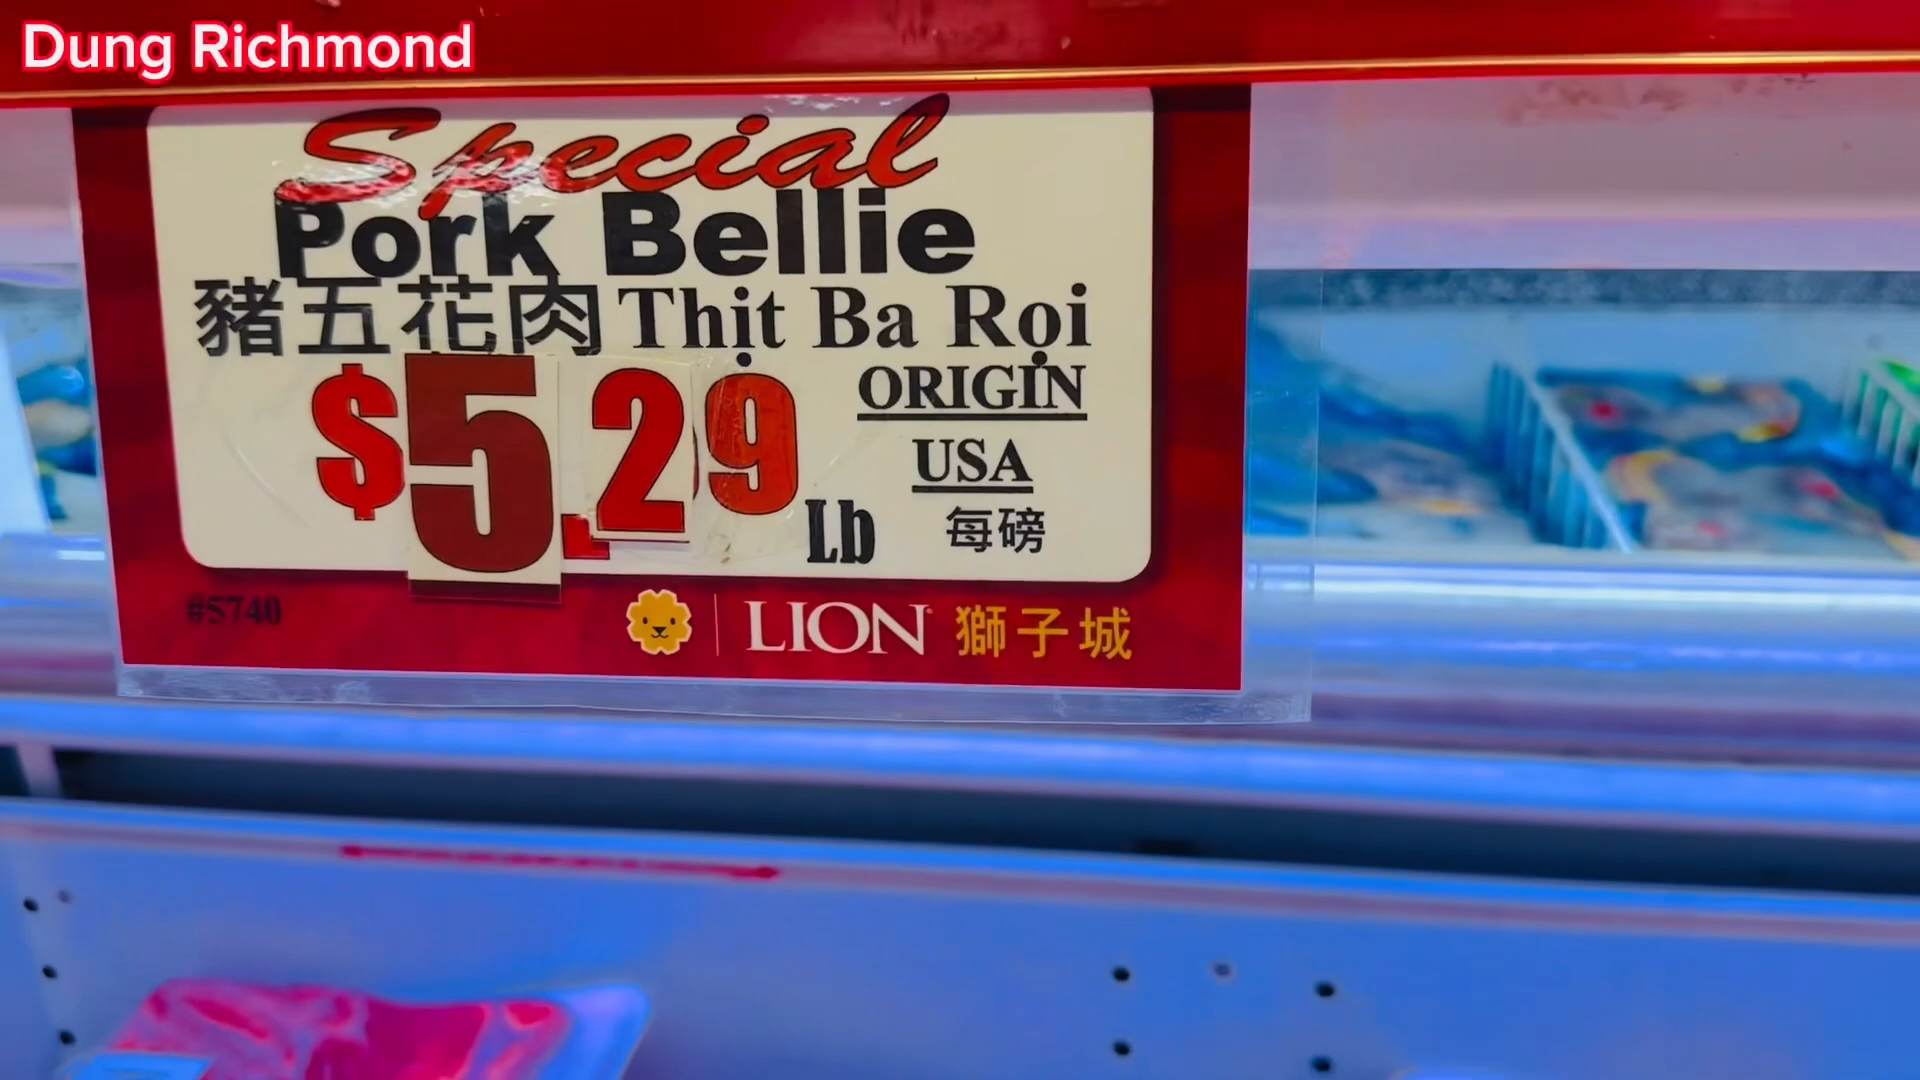 Dung Richmond
Special
Pork Bellie
豬五花肉 Thịt Ba Rọi
$5.29 Lb
ORIGIN
USA
每磅
#5740
LION 獅子城